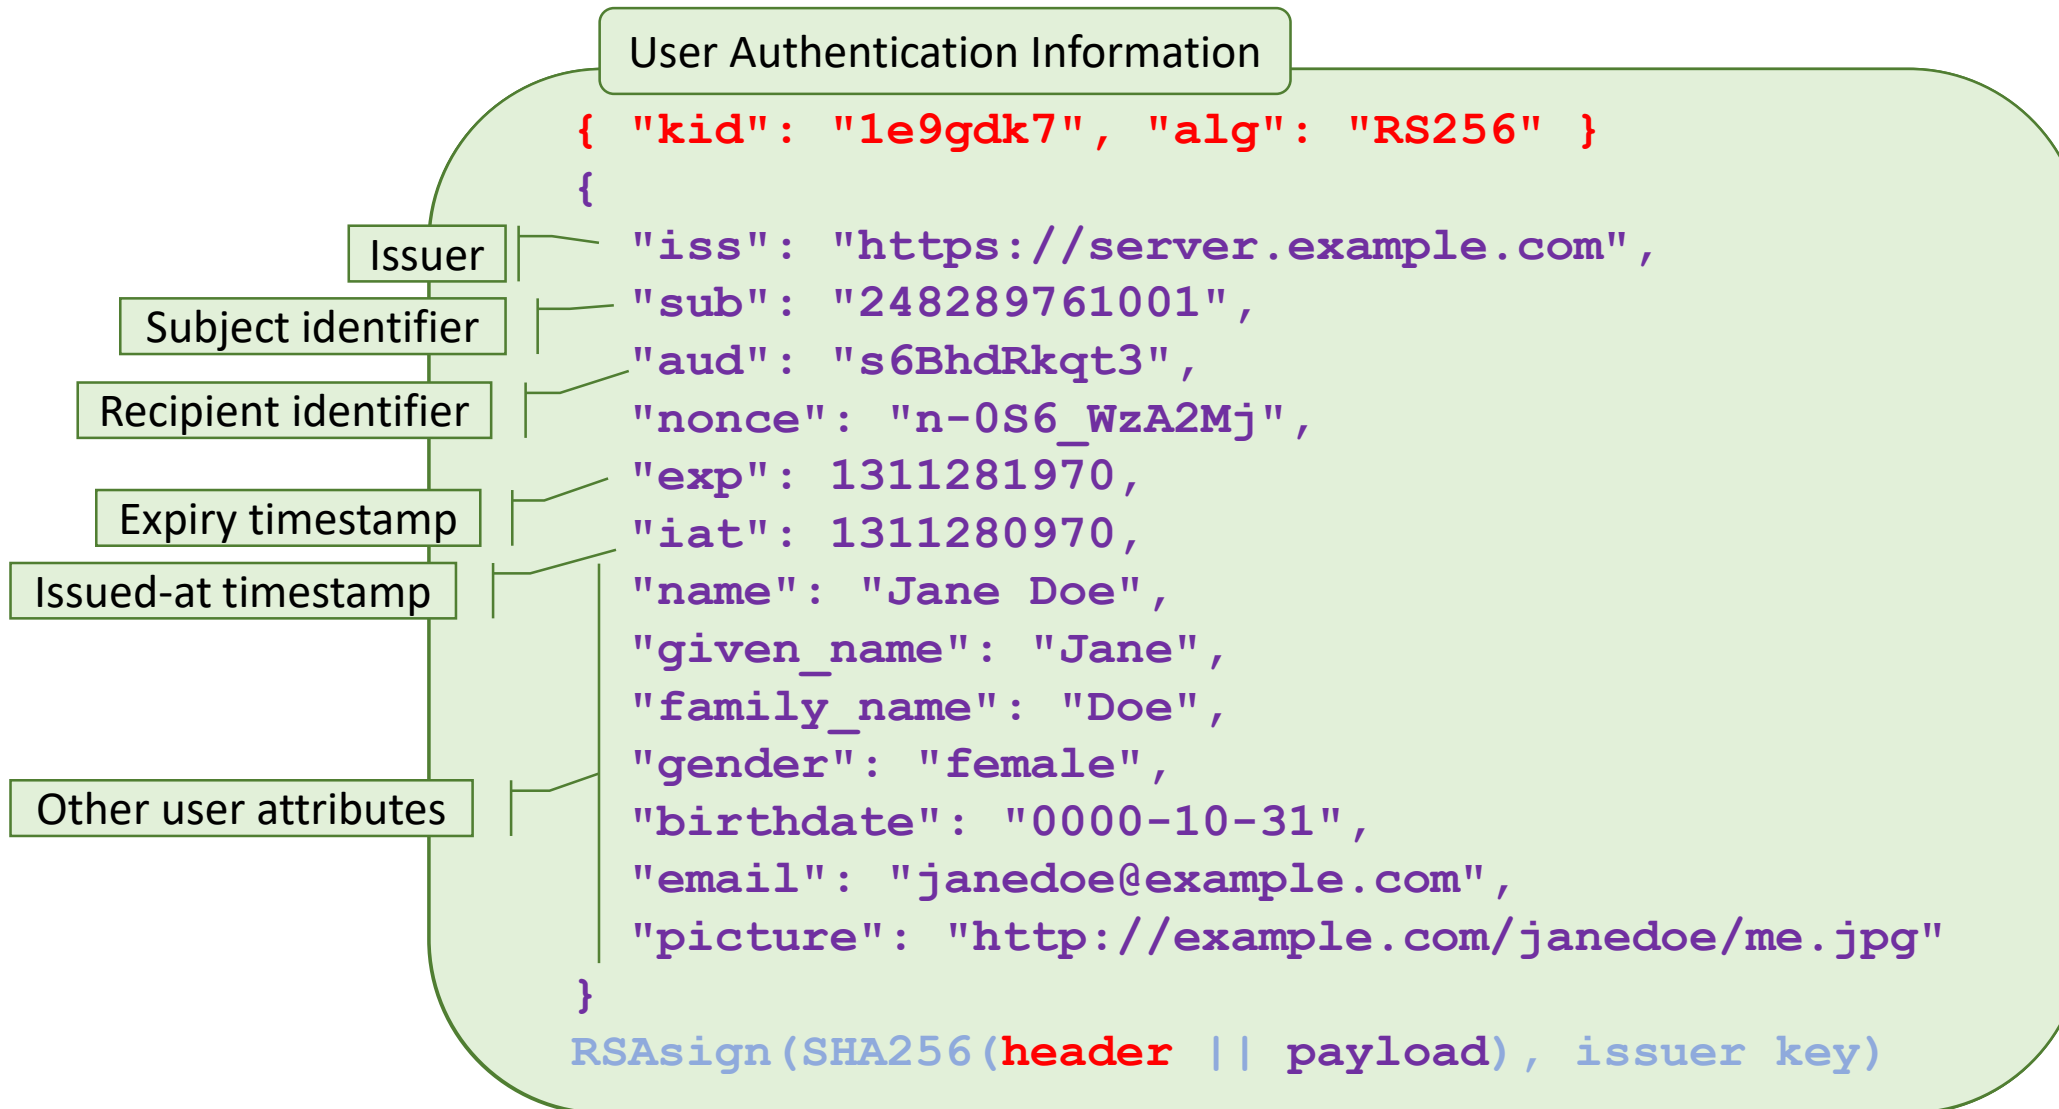 User Authentication Information
{ "kid": "1e9gdk7", "alg": "RS256" }
{
Issuer
"iss": "https://server.example.com",
Subject identifier
"sub": "248289761001",
Recipient identifier
"aud": "s6BhdRkqt3",
"nonce": "n-0S6_WzA2Mj",
Expiry timestamp
"exp": 1311281970,
Issued-at timestamp
"iat": 1311280970,
Other user attributes
"name": "Jane Doe",
"given_name": "Jane",
"family_name": "Doe",
"gender": "female",
"birthdate": "0000-10-31",
"email": "janedoe@example.com",
"picture": "http://example.com/janedoe/me.jpg"
}
RSAsign(SHA256(header || payload), issuer key)